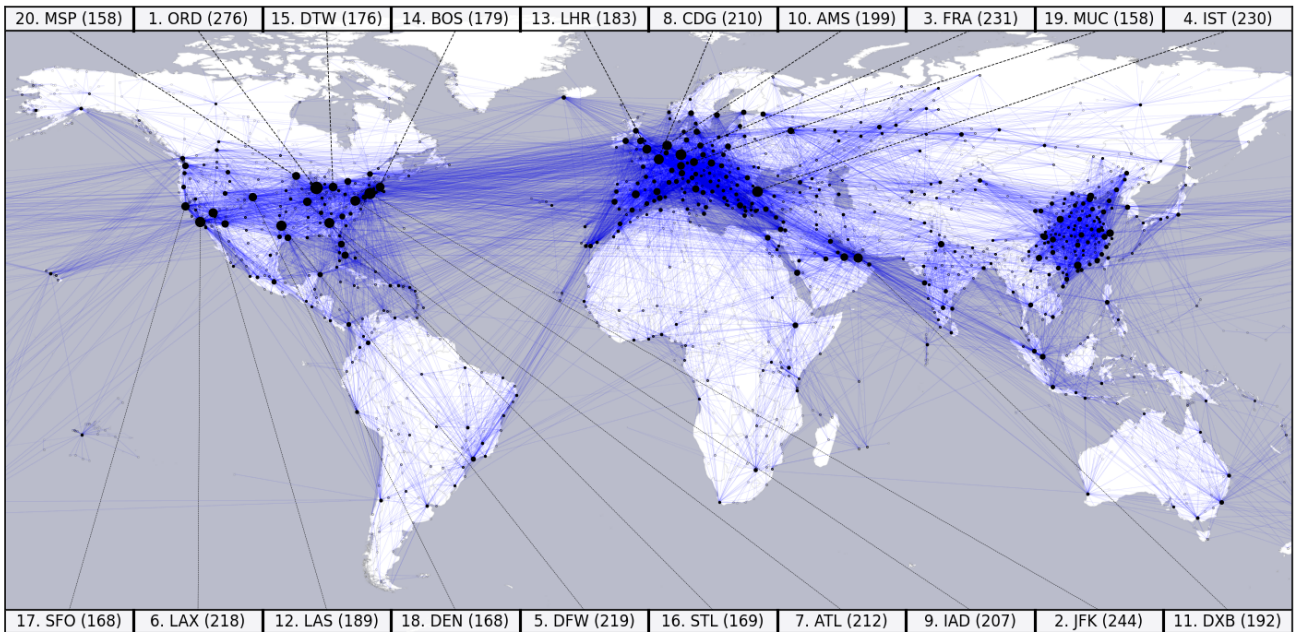 20. MSP (158) 1. ORD (276) 15. DTW (176) 14. BOS (179) 13. LHR (183) 8. CDG (210) 10. AMS (199) 3. FRA (231) 19. MUC (158) 4. IST (230)
17. SFO (168) 6. LAX (218) 12. LAS (189) 18. DEN (168) 5. DFW (219) 16. STL (169) 7. ATL (212) 9. IAD (207) 2. JFK (244) 11. DXB (192)